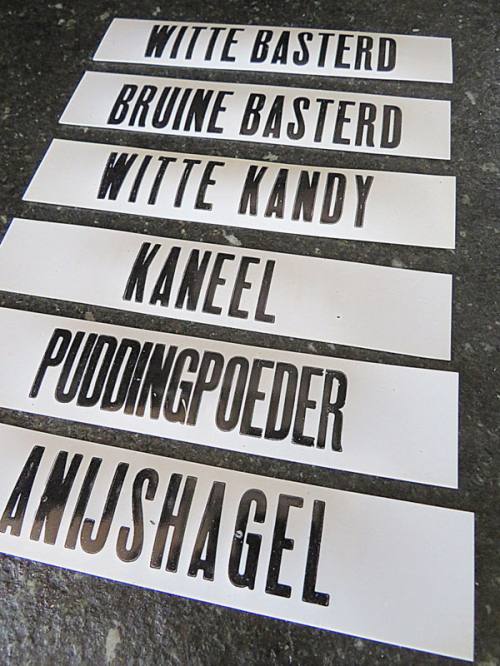 WITTE BASTERD
BRUINE BASTERD
WITTE KANDY
KANEEL
PUDDINGPOEDER
ANIJSHAGEL